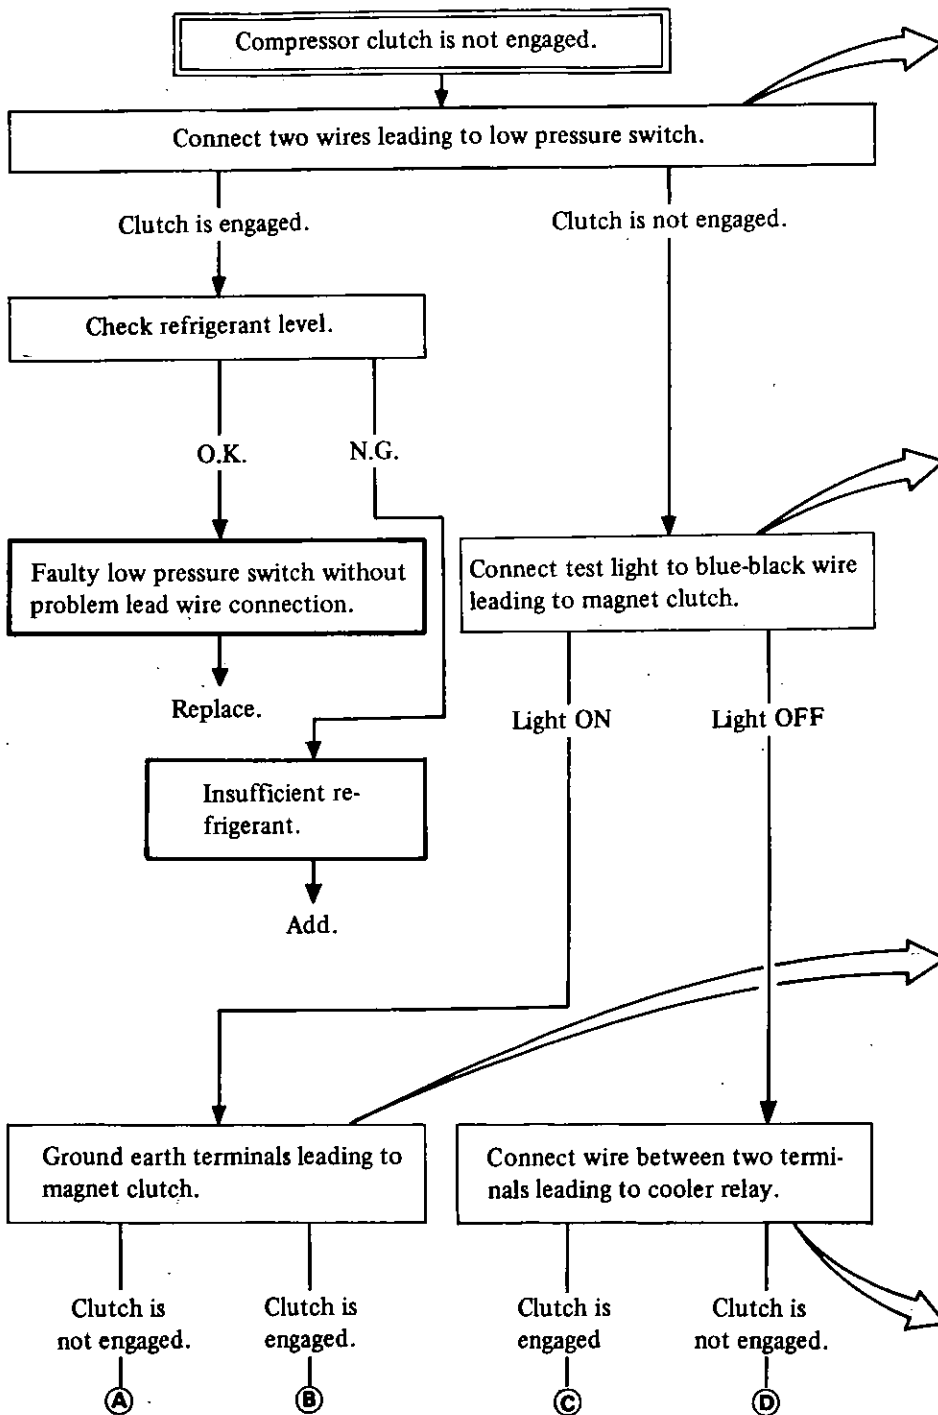 Compressor clutch is not engaged.
Connect two wires leading to low pressure switch.
Clutch is engaged.
Clutch is not engaged.
Check refrigerant level.
O.K.
N.G.
Faulty low pressure switch without
problem lead wire connection.
Connect test light to blue-black wire
leading to magnet clutch.
Replace.
Light ON
Light OFF
Insufficient re-
frigerant.
Add.
Ground earth terminals leading to
magnet clutch.
Connect wire between two termi-
nals leading to cooler relay.
Clutch is
not engaged.
Clutch is
engaged.
Clutch is
engaged
Clutch is
not engaged.
A
B
C
D